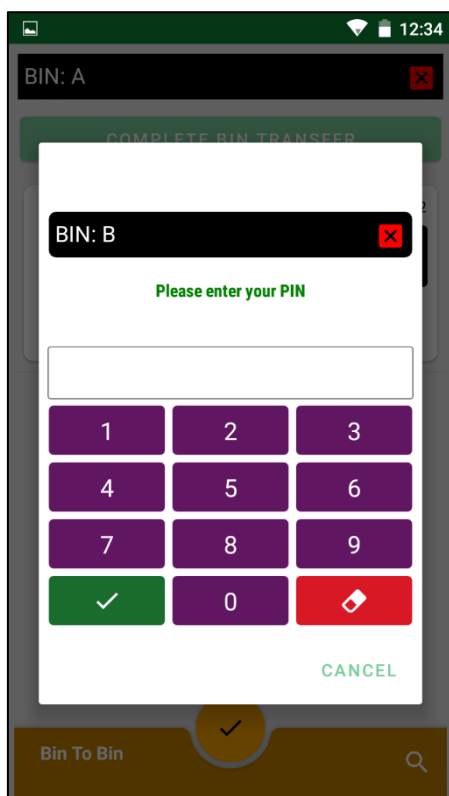 12:34
BIN: A
COMPLETE BIN TRANSFER
2
BIN: B
Please enter your PIN
1 2 3
4 5 6
7 8 9
0
CANCEL
Bin To Bin